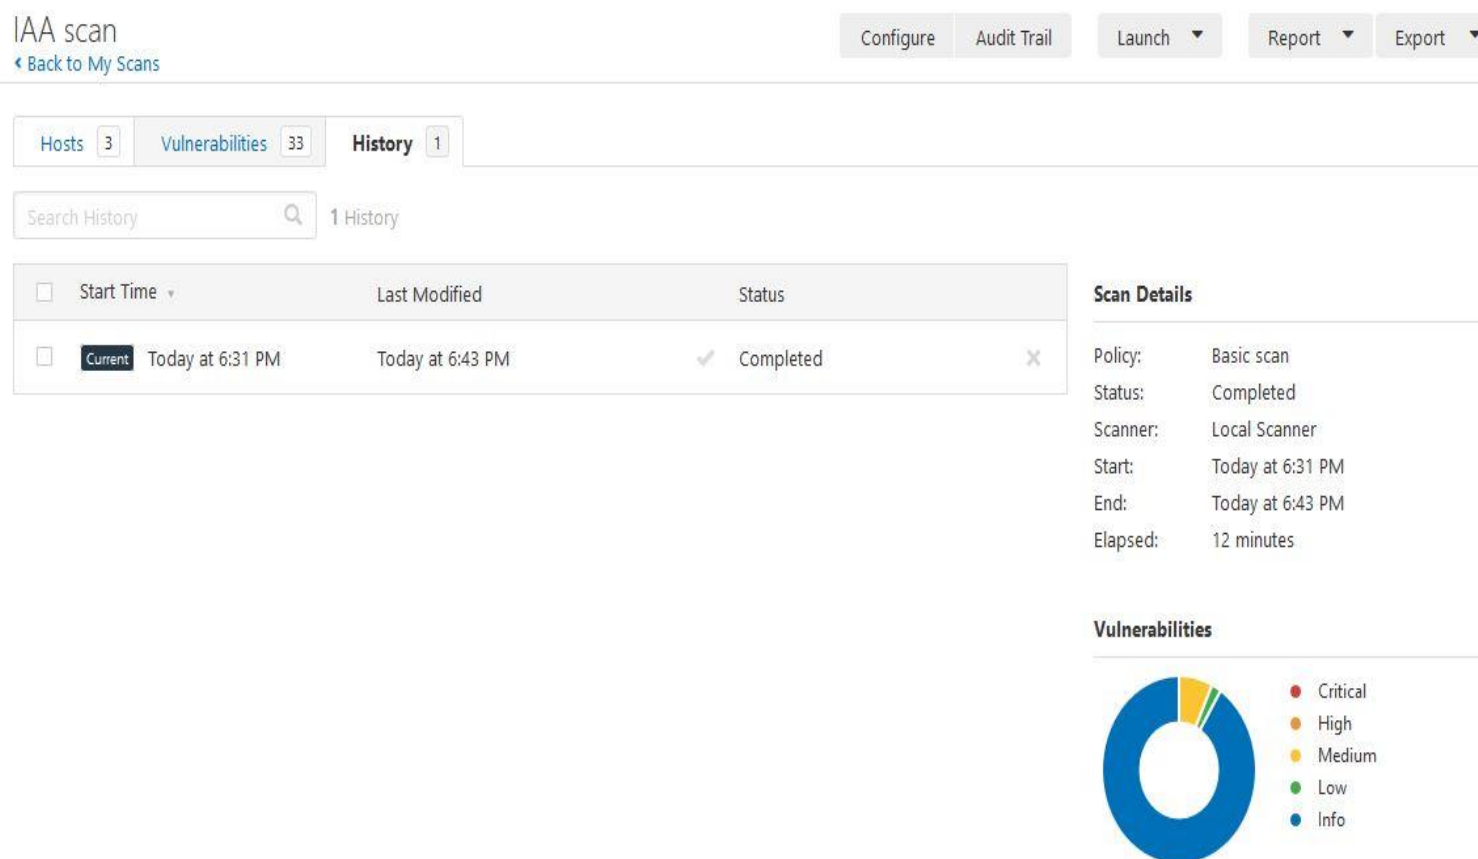 IAA scan
Back to My Scans
Configure Audit Trail Launch Report Export
Hosts 3 Vulnerabilities 33 History 1
Search History 1 History
Start Time Last Modified Status
Current Today at 6:31 PM Today at 6:43 PM Completed
Scan Details
Policy: Basic scan
Status: Completed
Scanner: Local Scanner
Start: Today at 6:31 PM
End: Today at 6:43 PM
Elapsed: 12 minutes
Vulnerabilities
Critical
High
Medium
Low
Info